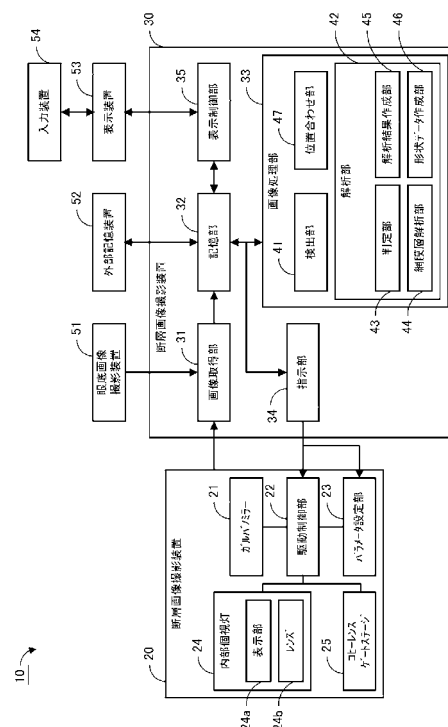 10
20
断層画像撮影装置
24
内部固視灯
表示部
24a
レンズ
24b
コヒーレンス
ゲートステージ
25
ガルバノミラー
21
駆動制御部
22
パラメータ設定部
23
51
眼底画像
撮影装置
外部記憶装置
52
表示装置
53
入力装置
54
30
断層画像撮影装置
31
画像取得部
記憶部
32
表示制御部
35
指示部
34
33
画像処理部
検出部
41
位置合わせ部
47
解析部
42
判定部
43
網膜層解析部
44
解析結果作成部
45
形状データ作成部
46